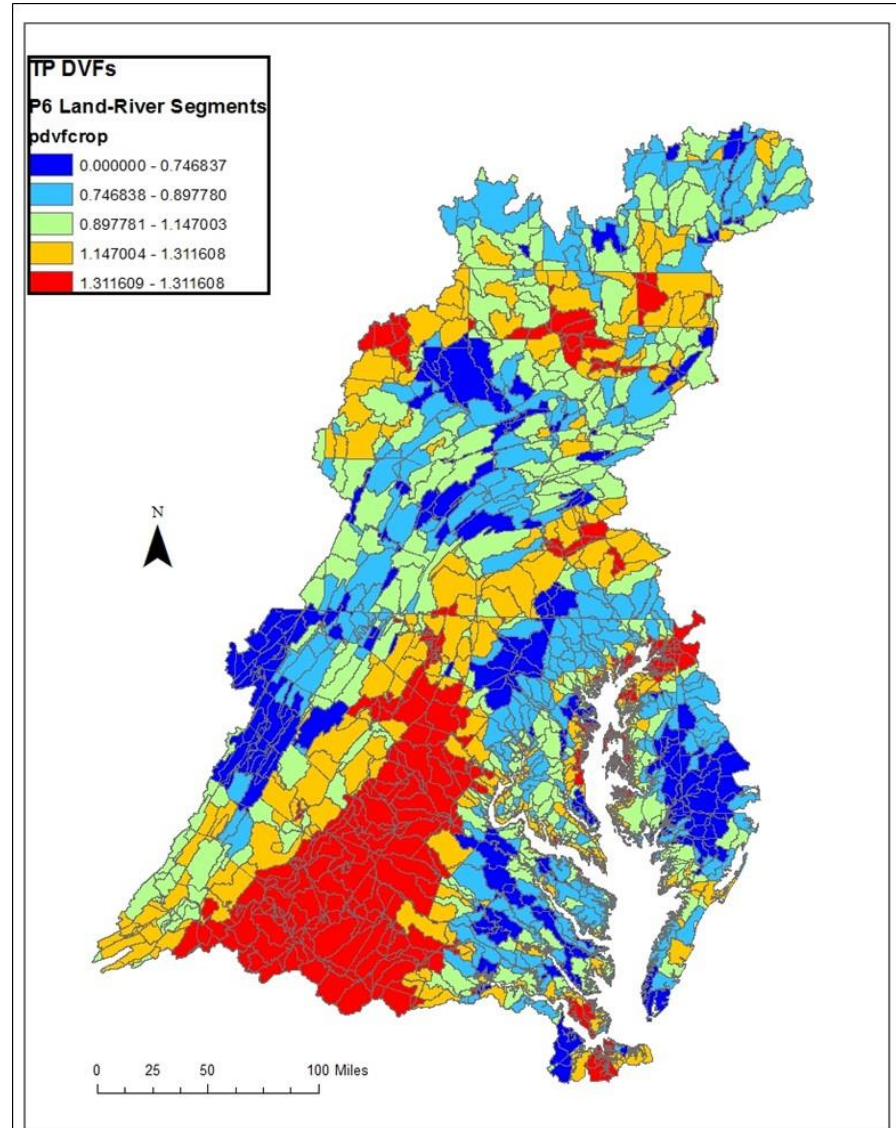 TP DVFs
P6 Land-River Segments
pdvfcrop
0.000000 - 0.746837
0.746838 - 0.897780
0.897781 - 1.147003
1.147004 - 1.311608
1.311609 - 1.311608
N
0 25 50 100 Miles